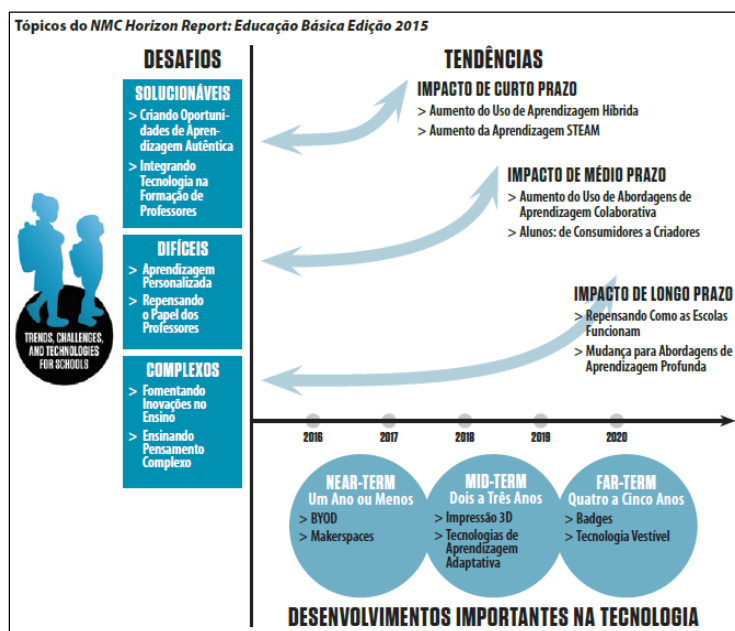 Tópicos do NMC Horizon Report: Educação Básica Edição 2015
DESAFIOS
SOLUCIONÁVEIS
> Criando Oportuni-
dades de Apren-
dizagem Autêntica
> Integrando
Tecnologia na
Formação de
Professores
DIFÍCEIS
> Aprendizagem
Personalizada
> Repensando
o Papel dos
Professores
COMPLEXOS
> Fomentando
Inovações no
Ensino
> Ensinando
Pensamento
Complexo
TRENDS, CHALLENGES,
AND TECHNOLOGIES
FOR SCHOOLS
TENDÊNCIAS
IMPACTO DE CURTO PRAZO
> Aumento do Uso de Aprendizagem Híbrida
> Aumento da Aprendizagem STEAM
IMPACTO DE MÉDIO PRAZO
> Aumento do Uso de Abordagens de
Aprendizagem Colaborativa
> Alunos: de Consumidores a Criadores
IMPACTO DE LONGO PRAZO
> Repensando Como as Escolas
Funcionam
> Mudança para Abordagens de
Aprendizagem Profunda
2016 2017 2018 2019 2020
NEAR-TERM
Um Ano ou Menos
> BYOD
> Makerspaces
MID-TERM
Dois a Três Anos
> Impressão 3D
> Tecnologias de
Aprendizagem
Adaptativa
FAR-TERM
Quatro a Cinco Anos
> Badges
> Tecnologia Vestível
DESENVOLVIMENTOS IMPORTANTES NA TECNOLOGIA